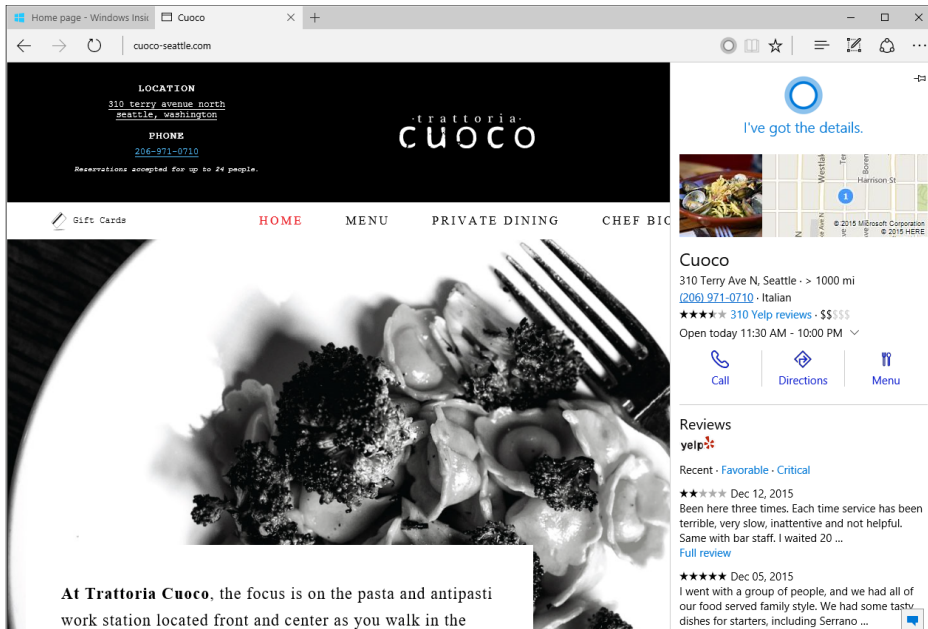 Home page - Windows Insic
Cuoco
cuoco-seattle.com
LOCATION
310 terry avenue north
seattle, washington
PHONE
206-971-0710
Reservations accepted for up to 24 people.
·trattoria·
cuoco
Gift Cards
HOME
MENU
PRIVATE DINING
CHEF BIO
At Trattoria Cuoco, the focus is on the pasta and antipasti
work station located front and center as you walk in the
I've got the details.
Westlak
Ter
Boren
Harrison St
1
Ave N
© 2015 Microsoft Corporation
© 2015 HERE
Cuoco
310 Terry Ave N, Seattle · > 1000 mi
(206) 971-0710 · Italian
310 Yelp reviews · $$$$$
Open today 11:30 AM - 10:00 PM
Call
Directions
Menu
Reviews
yelp
Recent · Favorable · Critical
★★★★★ Dec 12, 2015
Been here three times. Each time service has been
terrible, very slow, inattentive and not helpful.
Same with bar staff. I waited 20 ...
Full review
★★★★★ Dec 05, 2015
I went with a group of people, and we had all of
our food served family style. We had some tasty
dishes for starters, including Serrano ...